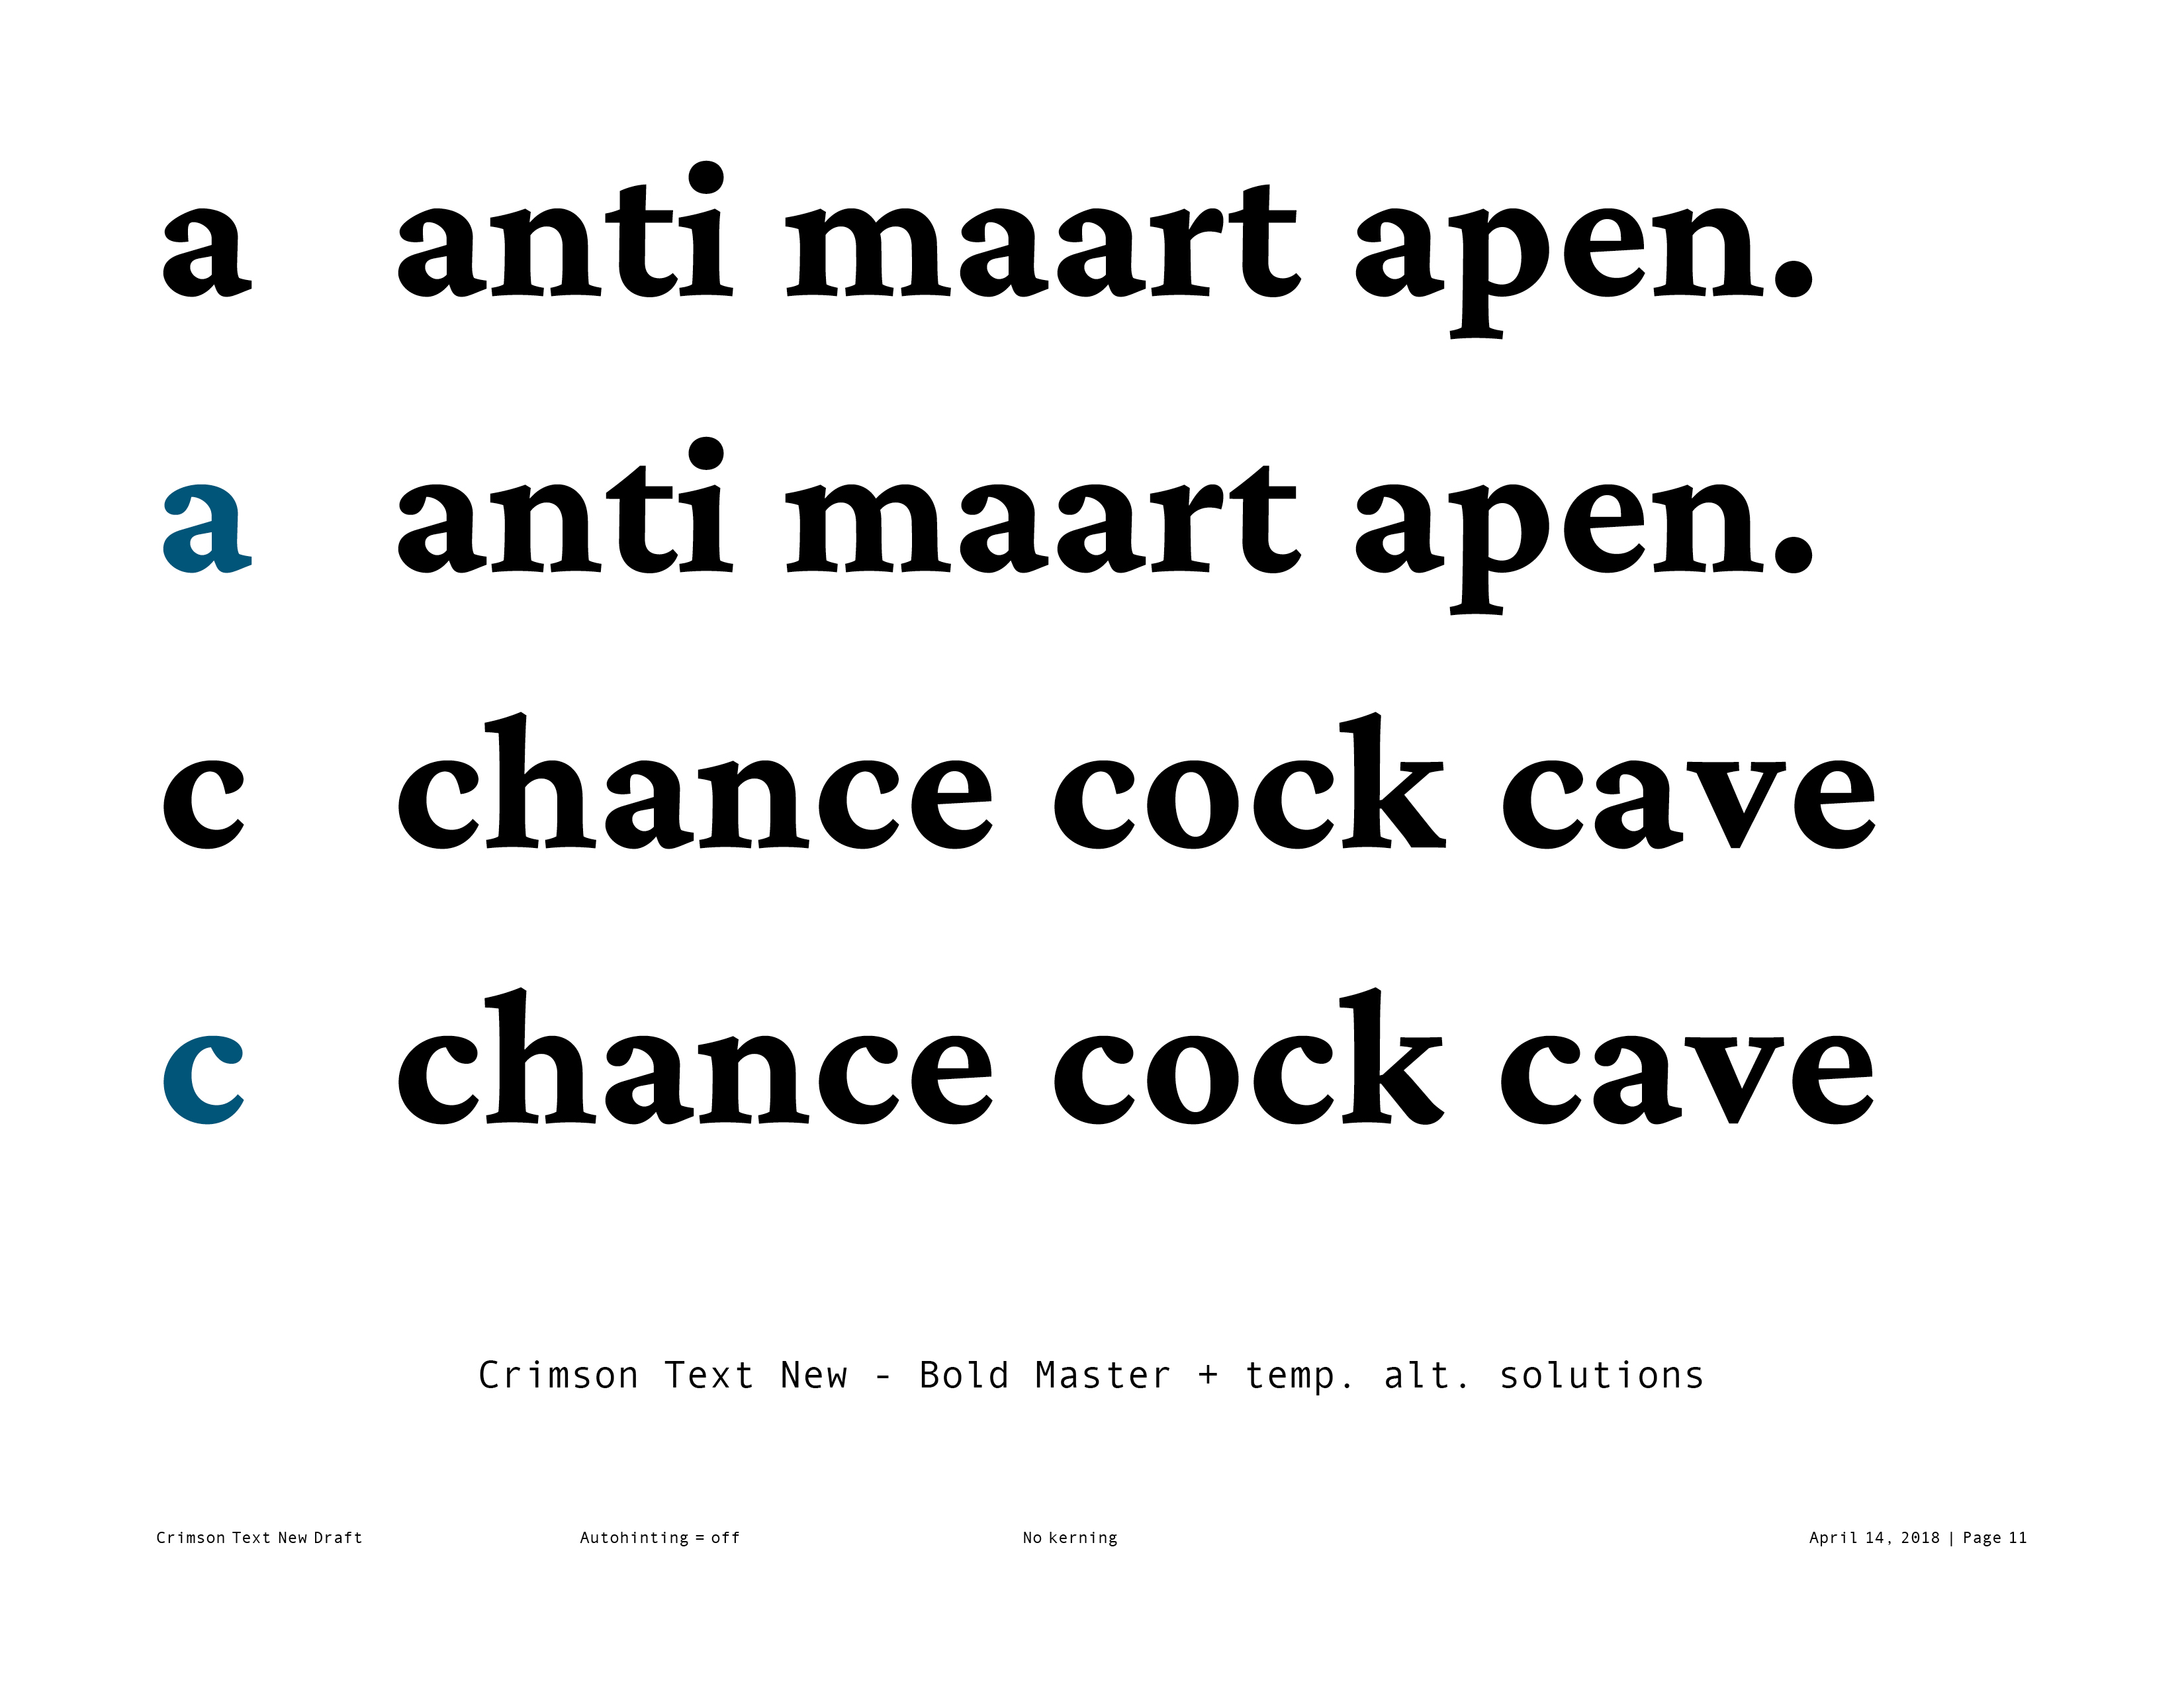 a anti maart apen.
a anti maart apen.
c chance cock cave
c chance cock cave
Crimson Text New - Bold Master + temp. alt. solutions
Crimson Text New Draft Autohinting = off No kerning April 14, 2018 | Page 11